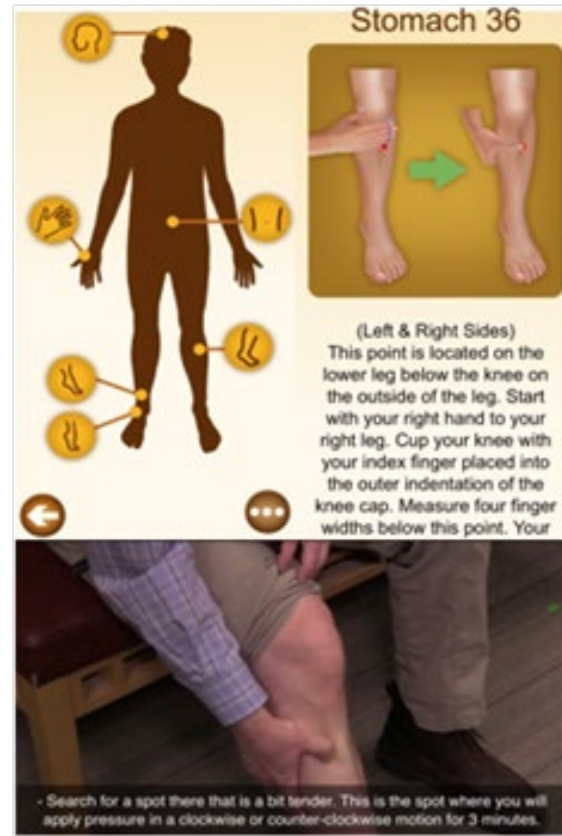 Stomach 36
(Left & Right Sides)
This point is located on the
lower leg below the knee on
the outside of the leg. Start
with your right hand to your
right leg. Cup your knee with
your index finger placed into
the outer indentation of the
knee cap. Measure four finger
widths below this point. Your
- Search for a spot there that is a bit tender. This is the spot where you will
apply pressure in a clockwise or counter-clockwise motion for 3 minutes.